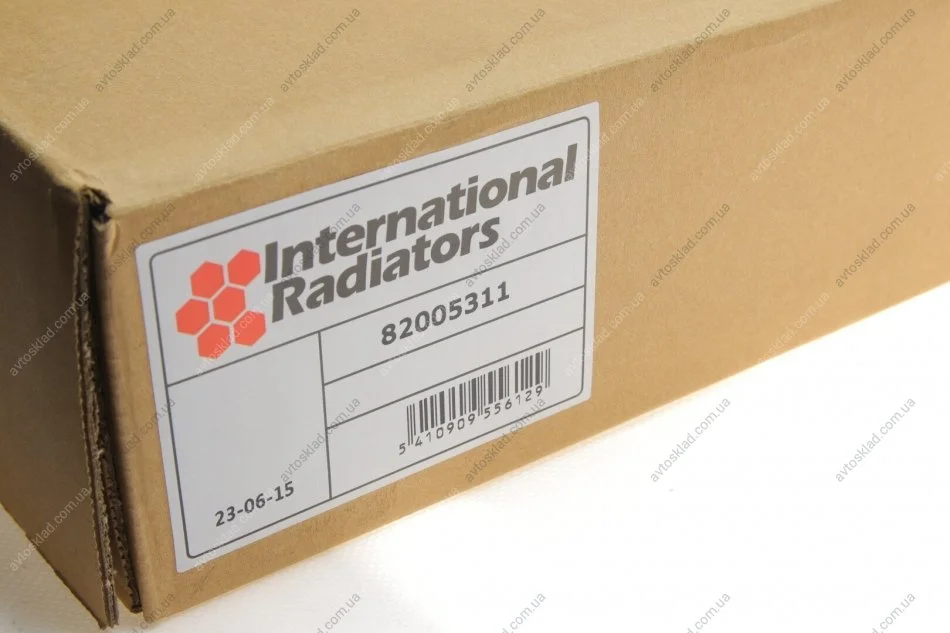 International
Radiators
82005311
5 410909 556129
23-06-15
avtosklad.com.ua